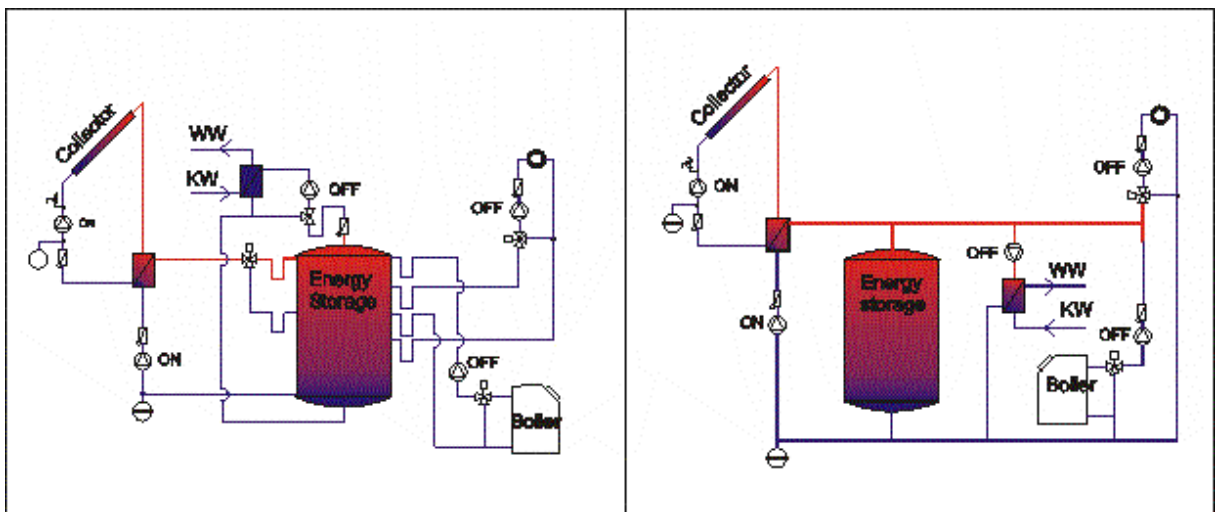 Collector
WW
KW
OFF
ON
OFF
Energy
Storage
ON
OFF
Boiler
Collector
ON
OFF
OFF
WW
Energy
storage
KW
ON
OFF
Boiler